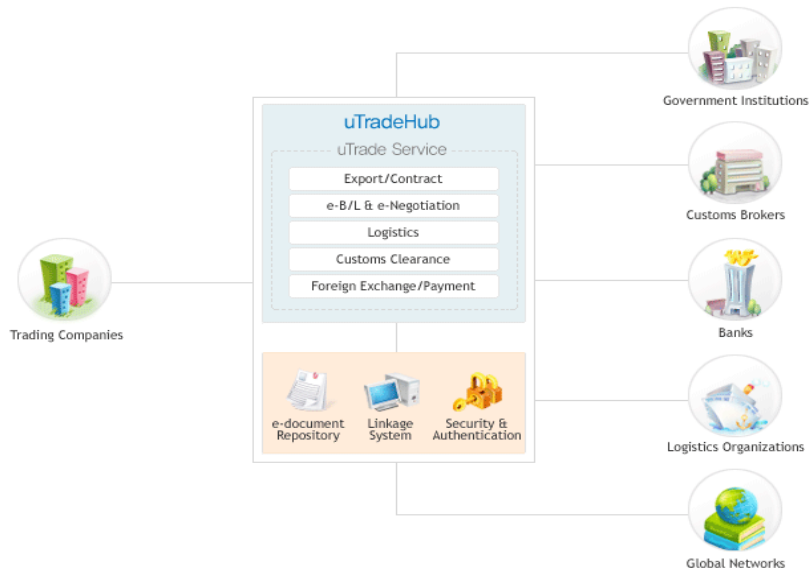 uTradeHub
uTrade Service
Export/Contract
e-B/L & e-Negotiation
Logistics
Customs Clearance
Foreign Exchange/Payment
e-document
Repository
Linkage
System
Security &
Authentication
Trading Companies
Government Institutions
Customs Brokers
Banks
Logistics Organizations
Global Networks